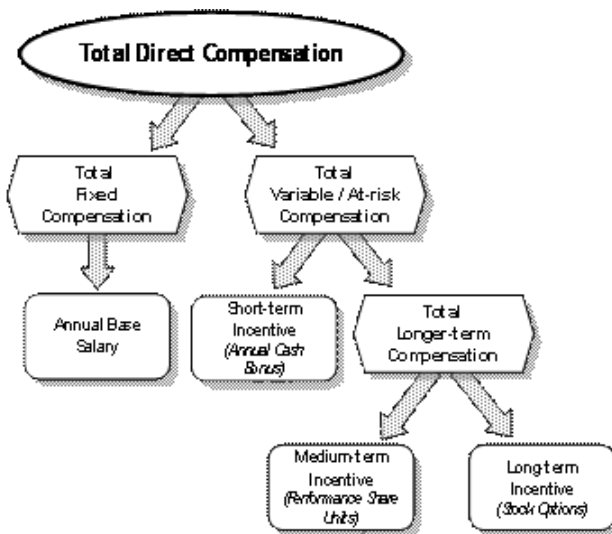 Total Direct Compensation
Total
Fixed
Compensation
Total
Variable / At-risk
Compensation
Annual Base
Salary
Short-term
Incentive
(Annual Cash
Bonus)
Total
Longer-term
Compensation
Medium-term
Incentive
(Performance Share
Units)
Long-term
Incentive
(Stock Options)